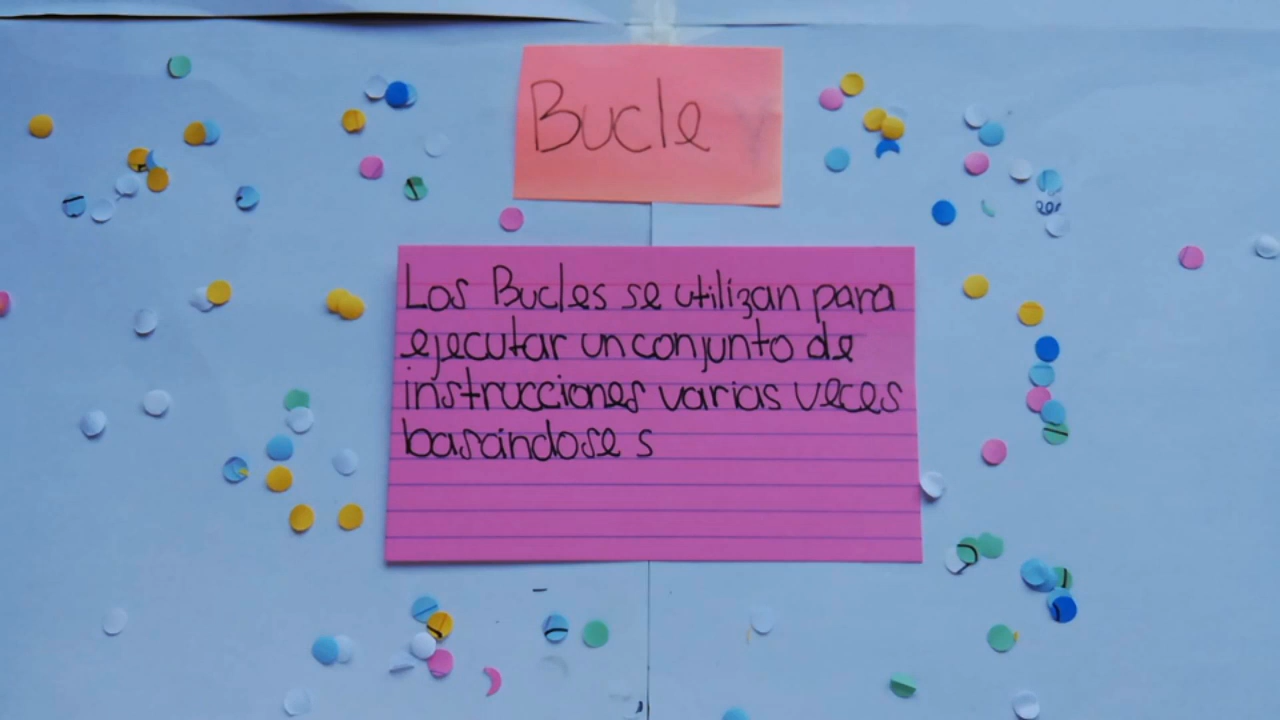 Bucle
Los Bucles se utilizan para
ejecutar un conjunto de
instrucciones varias veces
basandose s